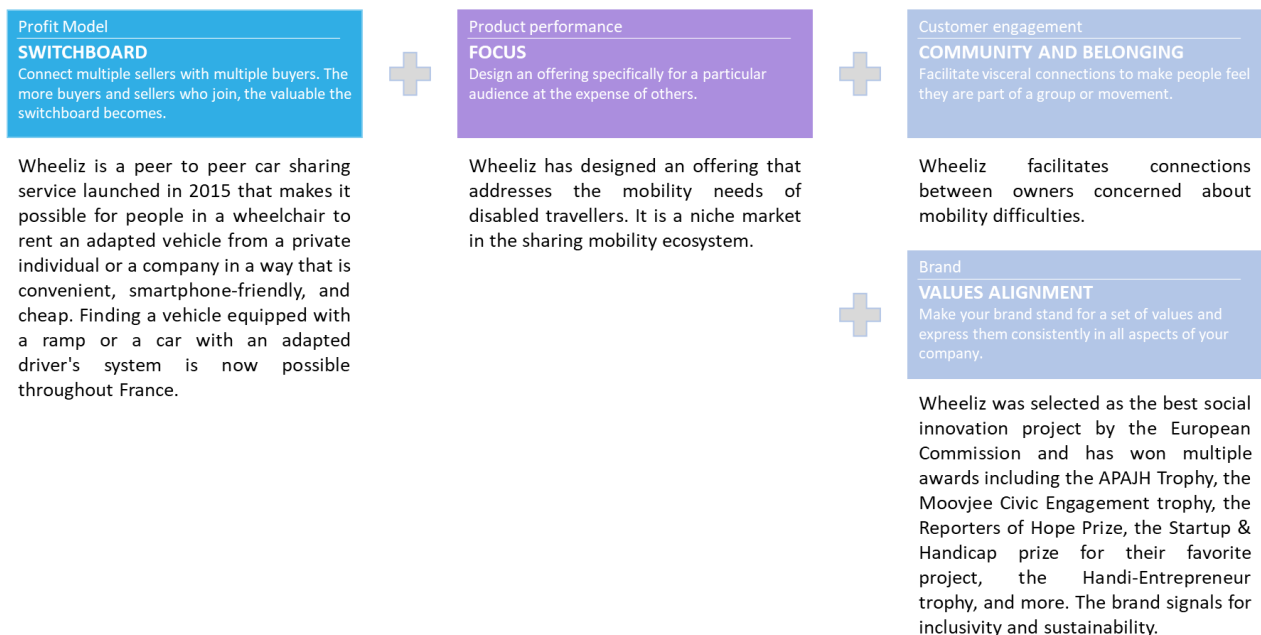 Profit Model
SWITCHBOARD
Connect multiple sellers with multiple buyers. The
more buyers and sellers who join, the valuable the
switchboard becomes.
Wheeliz is a peer to peer car sharing
service launched in 2015 that makes it
possible for people in a wheelchair to
rent an adapted vehicle from a private
individual or a company in a way that is
convenient, smartphone-friendly, and
cheap. Finding a vehicle equipped with
a ramp or a car with an adapted
driver's system is now possible
throughout France.
Product performance
FOCUS
Design an offering specifically for a particular
audience at the expense of others.
Wheeliz has designed an offering that
addresses the mobility needs of
disabled travellers. It is a niche market
in the sharing mobility ecosystem.
Customer engagement
COMMUNITY AND BELONGING
Facilitate visceral connections to make people feel
they are part of a group or movement.
Wheeliz facilitates connections
between owners concerned about
mobility difficulties.
Brand
VALUES ALIGNMENT
Make your brand stand for a set of values and
express them consistently in all aspects of your
company.
Wheeliz was selected as the best social
innovation project by the European
Commission and has won multiple
awards including the APAJH Trophy, the
Moovjee Civic Engagement trophy, the
Reporters of Hope Prize, the Startup &
Handicap prize for their favorite
project, the Handi-Entrepreneur
trophy, and more. The brand signals for
inclusivity and sustainability.